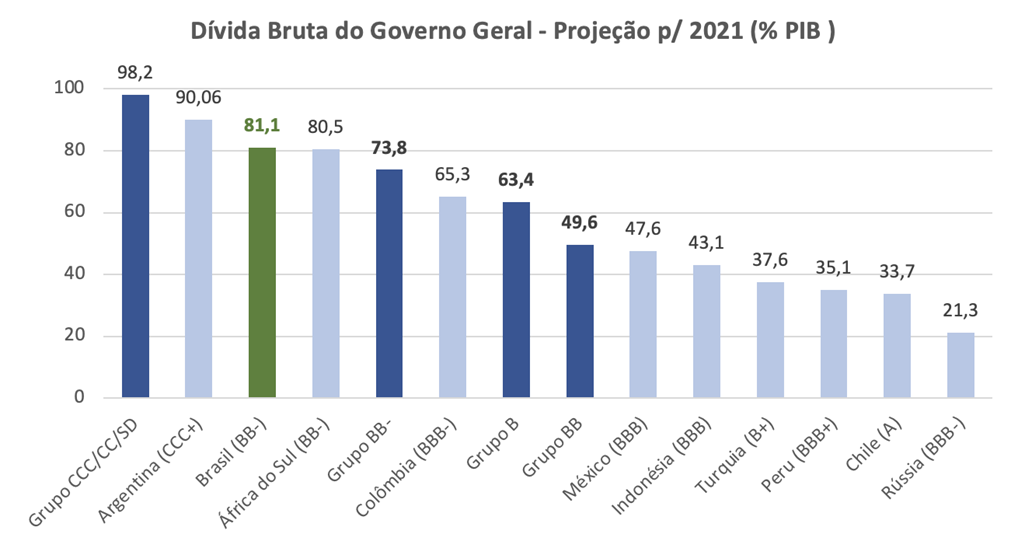 Dívida Bruta do Governo Geral - Projeção p/ 2021 (% PIB )
98,2
90,06
81,1
80,5
73,8
65,3
63,4
49,6
47,6
43,1
37,6
35,1
33,7
21,3
100
80
60
40
20
0
Grupo CCC/CC/SD
Argentina (CCC+)
Brasil (BB-)
África do Sul (BB-)
Grupo BB-
Colômbia (BBB-)
Grupo B
Grupo BB
México (BBB)
Indonésia (BBB)
Turquia (B+)
Peru (BBB+)
Chile (A)
Rússia (BBB-)